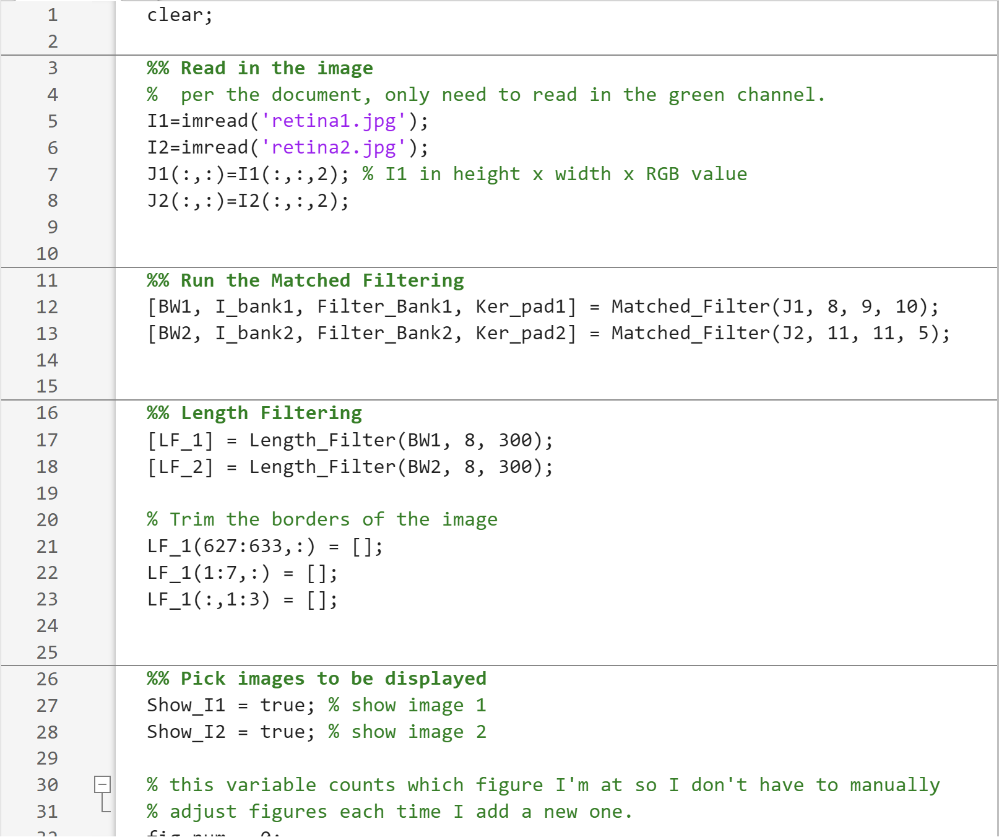 1 clear;
2
3 %% Read in the image
4 %  per the document, only need to read in the green channel.
5 I1=imread('retina1.jpg');
6 I2=imread('retina2.jpg');
7 J1(:,:)=I1(:,:,2); % I1 in height x width x RGB value
8 J2(:,:)=I2(:,:,2);
9
10
11 %% Run the Matched Filtering
12 [BW1, I_bank1, Filter_Bank1, Ker_pad1] = Matched_Filter(J1, 8, 9, 10);
13 [BW2, I_bank2, Filter_Bank2, Ker_pad2] = Matched_Filter(J2, 11, 11, 5);
14
15
16 %% Length Filtering
17 [LF_1] = Length_Filter(BW1, 8, 300);
18 [LF_2] = Length_Filter(BW2, 8, 300);
19
20 % Trim the borders of the image
21 LF_1(627:633,:) = [];
22 LF_1(1:7,:) = [];
23 LF_1(:,1:3) = [];
24
25
26 %% Pick images to be displayed
27 Show_I1 = true; % show image 1
28 Show_I2 = true; % show image 2
29
30 % this variable counts which figure I'm at so I don't have to manually
31 % adjust figures each time I add a new one.